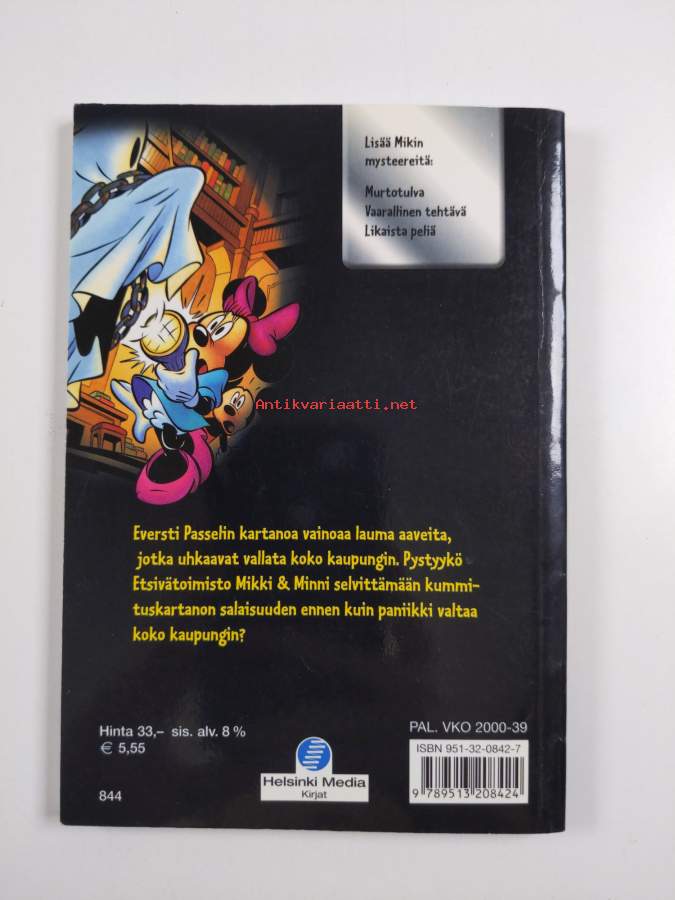 Lisää Mikin
mysteereitä:
Murtotulva
Vaarallinen tehtävä
Likaista peliä
Antikvariaatti.net
Eversti Passelin kartanoa vainoaa lauma aaveita,
jotka uhkaavat vallata koko kaupungin. Pystyykö
Etsivätoimisto Mikki & Minni selvittämään kummi-
tuskartanon salaisuuden ennen kuin paniikki valtaa
koko kaupungin?
Hinta 33,– sis. alv. 8 %
€ 5,55
844
Helsinki Media
Kirjat
PAL. VKO 2000-39
ISBN 951-32-0842-7
9 789513 208424